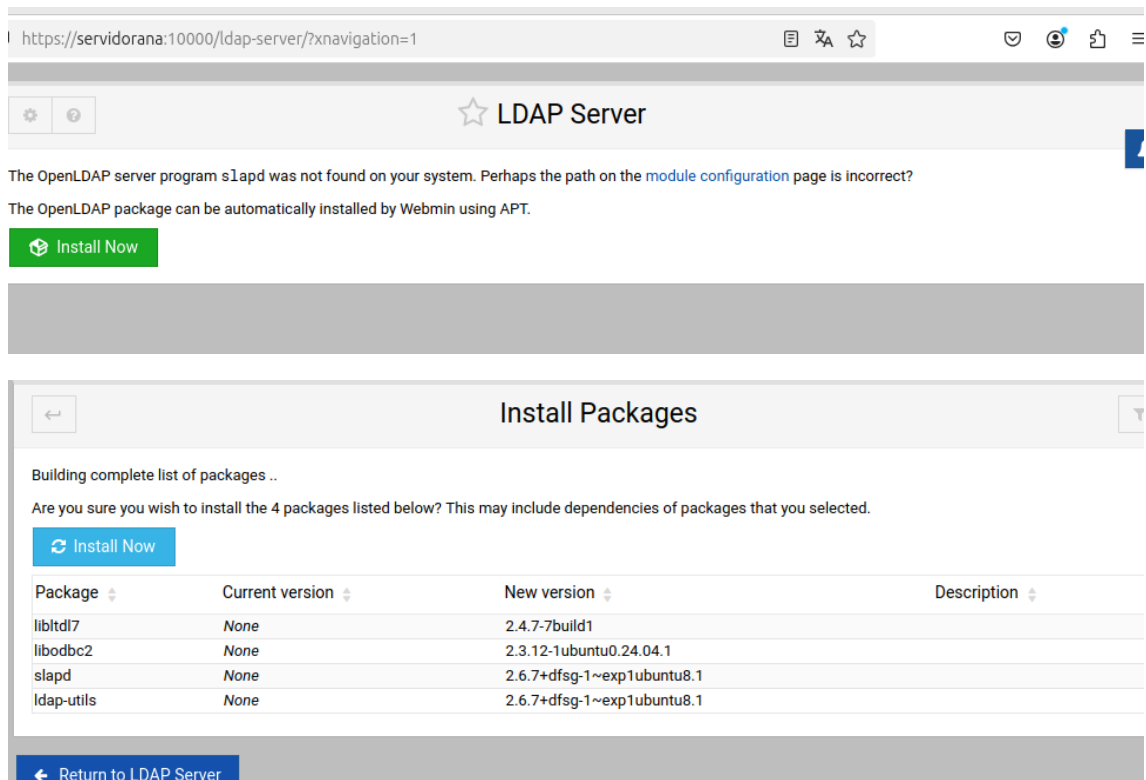 https://servidorana:10000/ldap-server/?xnavigation=1
LDAP Server
The OpenLDAP server program slapd was not found on your system. Perhaps the path on the module configuration page is incorrect?
The OpenLDAP package can be automatically installed by Webmin using APT.
Install Now
Install Packages
Building complete list of packages ..
Are you sure you wish to install the 4 packages listed below? This may include dependencies of packages that you selected.
Install Now
Package Current version New version Description
libltdl7 None 2.4.7-7build1
libodbc2 None 2.3.12-1ubuntu0.24.04.1
slapd None 2.6.7+dfsg-1~exp1ubuntu8.1
ldap-utils None 2.6.7+dfsg-1~exp1ubuntu8.1
Return to LDAP Server